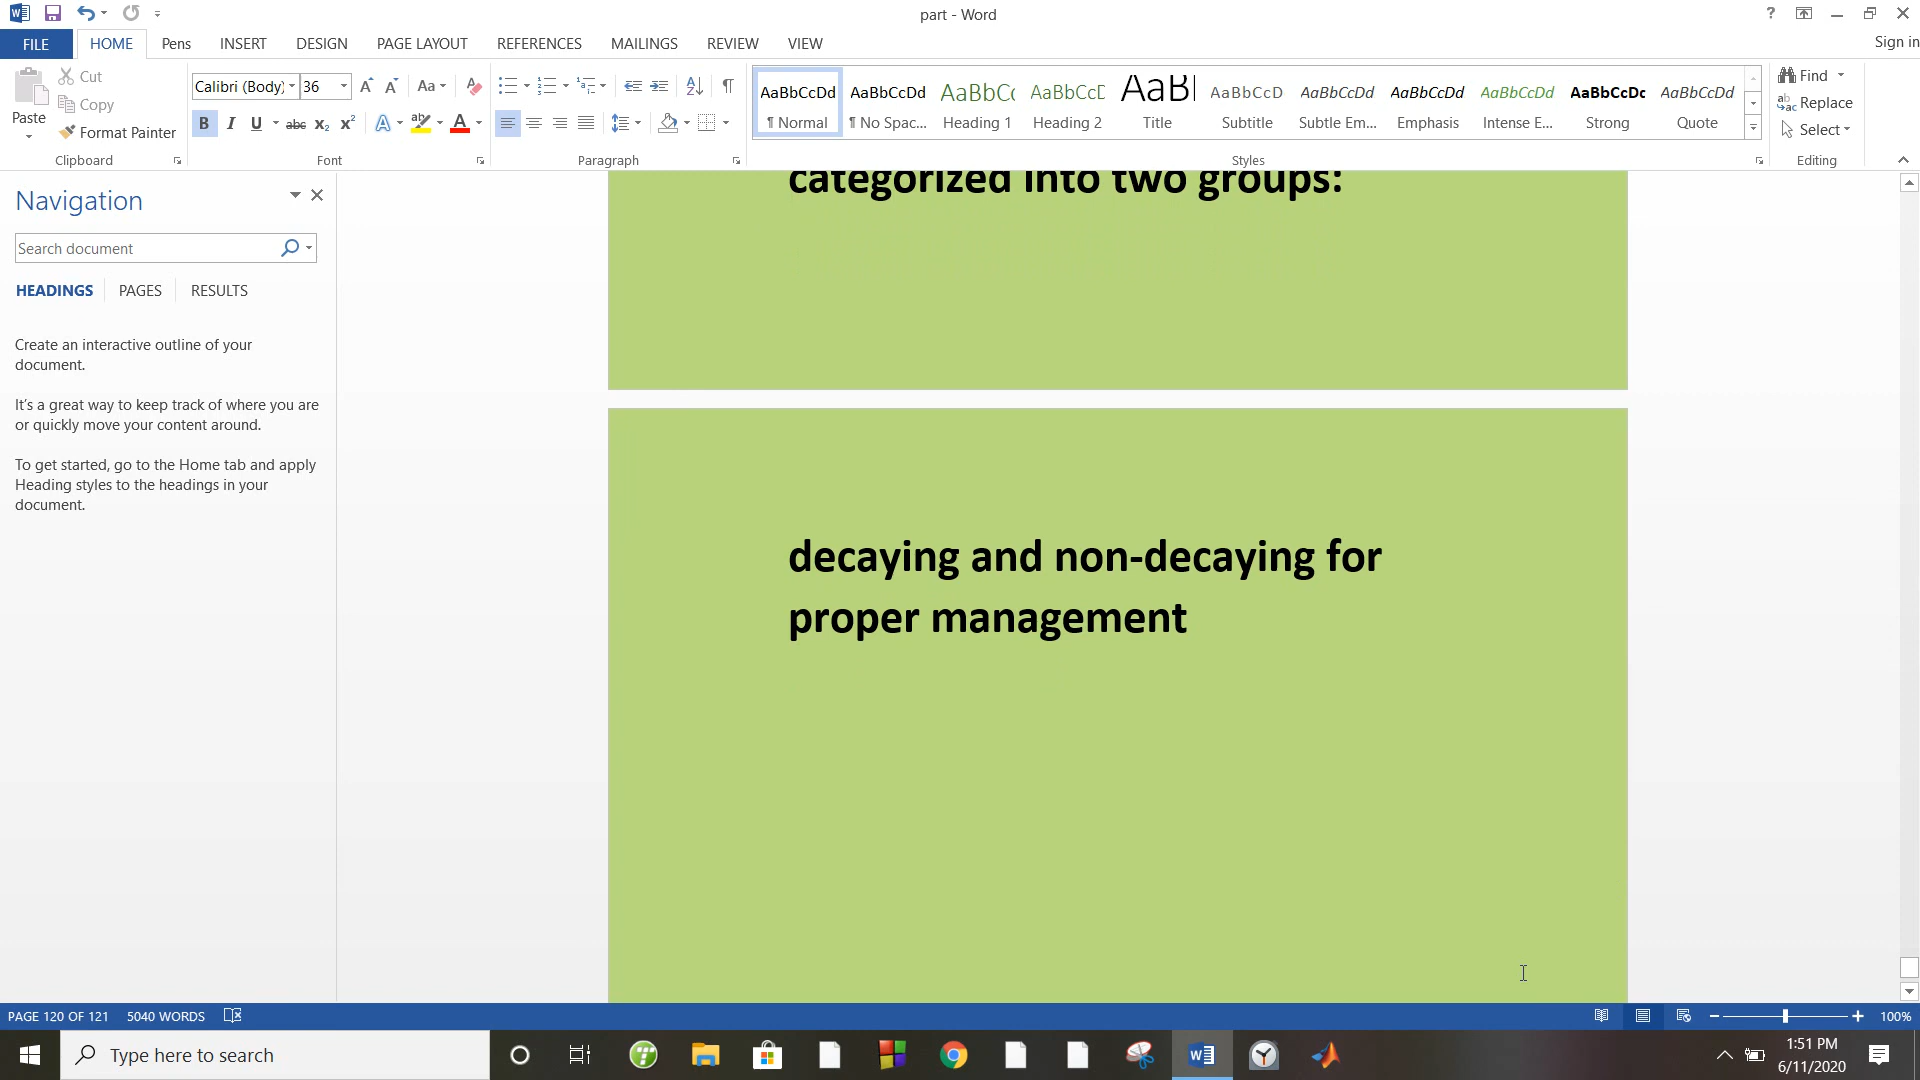 part - Word
?
FILE
HOME
Pens
INSERT
DESIGN
PAGE LAYOUT
REFERENCES
MAILINGS
REVIEW
VIEW
Sign in
Paste
Cut
Copy
Format Painter
Clipboard
Calibri (Body)
36
Aa
Font
Paragraph
AaBbCcDd
¶ Normal
AaBbCcDd
¶ No Spac...
AaBbCc
Heading 1
AaBbCcD
Heading 2
AaBl
Title
AaBbCcD
Subtitle
AaBbCcDd
Subtle Em...
AaBbCcDd
Emphasis
AaBbCcDd
Intense E...
AaBbCcDc
Strong
AaBbCcDd
Quote
Styles
Find
Replace
Select
Editing
Navigation
Search document
HEADINGS
PAGES
RESULTS
Create an interactive outline of your
document.
It's a great way to keep track of where you are
or quickly move your content around.
To get started, go to the Home tab and apply
Heading styles to the headings in your
document.
categorized into two groups:
decaying and non-decaying for
proper management
PAGE 120 OF 121
5040 WORDS
100%
Type here to search
1:51 PM
6/11/2020